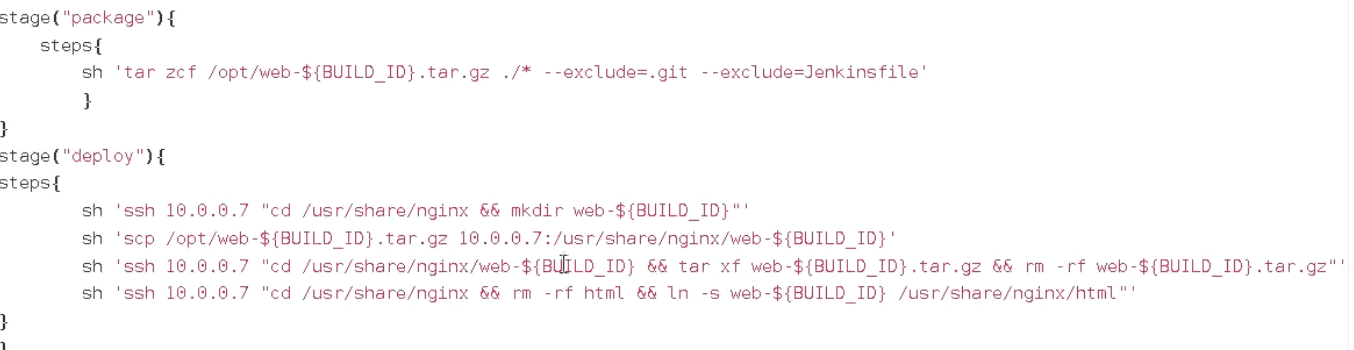 stage("package"){
    steps{
        sh 'tar zcf /opt/web-${BUILD_ID}.tar.gz ./* --exclude=.git --exclude=Jenkinsfile'
        }
}
stage("deploy"){
steps{
        sh 'ssh 10.0.0.7 "cd /usr/share/nginx && mkdir web-${BUILD_ID}"'
        sh 'scp /opt/web-${BUILD_ID}.tar.gz 10.0.0.7:/usr/share/nginx/web-${BUILD_ID}'
        sh 'ssh 10.0.0.7 "cd /usr/share/nginx/web-${BUILD_ID} && tar xf web-${BUILD_ID}.tar.gz && rm -rf web-${BUILD_ID}.tar.gz"'
        sh 'ssh 10.0.0.7 "cd /usr/share/nginx && rm -rf html && ln -s web-${BUILD_ID} /usr/share/nginx/html"'
}
}